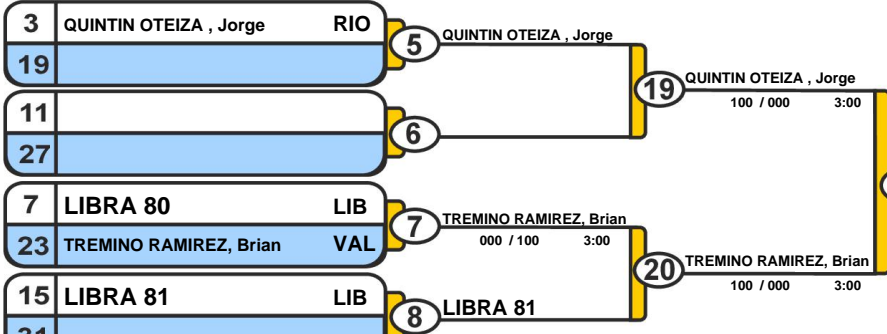 3 QUINTIN OTEIZA , Jorge RIO
19
11
27
7 LIBRA 80 LIB
23 TREMINO RAMIREZ, Brian VAL
15 LIBRA 81 LIB
31
5 QUINTIN OTEIZA , Jorge
6
7 TREMINO RAMIREZ, Brian
000 / 100 3:00
8 LIBRA 81
19 QUINTIN OTEIZA , Jorge
100 / 000 3:00
20 TREMINO RAMIREZ, Brian
100 / 000 3:00